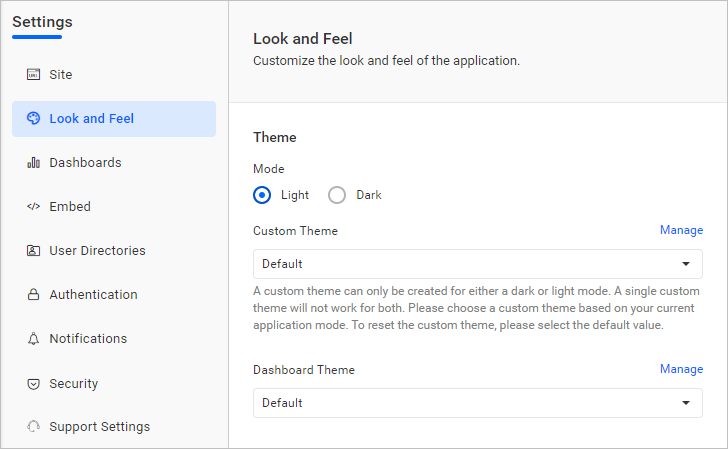 Settings
Site
Look and Feel
Dashboards
Embed
User Directories
Authentication
Notifications
Security
Support Settings
Look and Feel
Customize the look and feel of the application.
Theme
Mode
Light
Dark
Custom Theme
Manage
Default
A custom theme can only be created for either a dark or light mode. A single custom
theme will not work for both. Please choose a custom theme based on your current
application mode. To reset the custom theme, please select the default value.
Dashboard Theme
Manage
Default